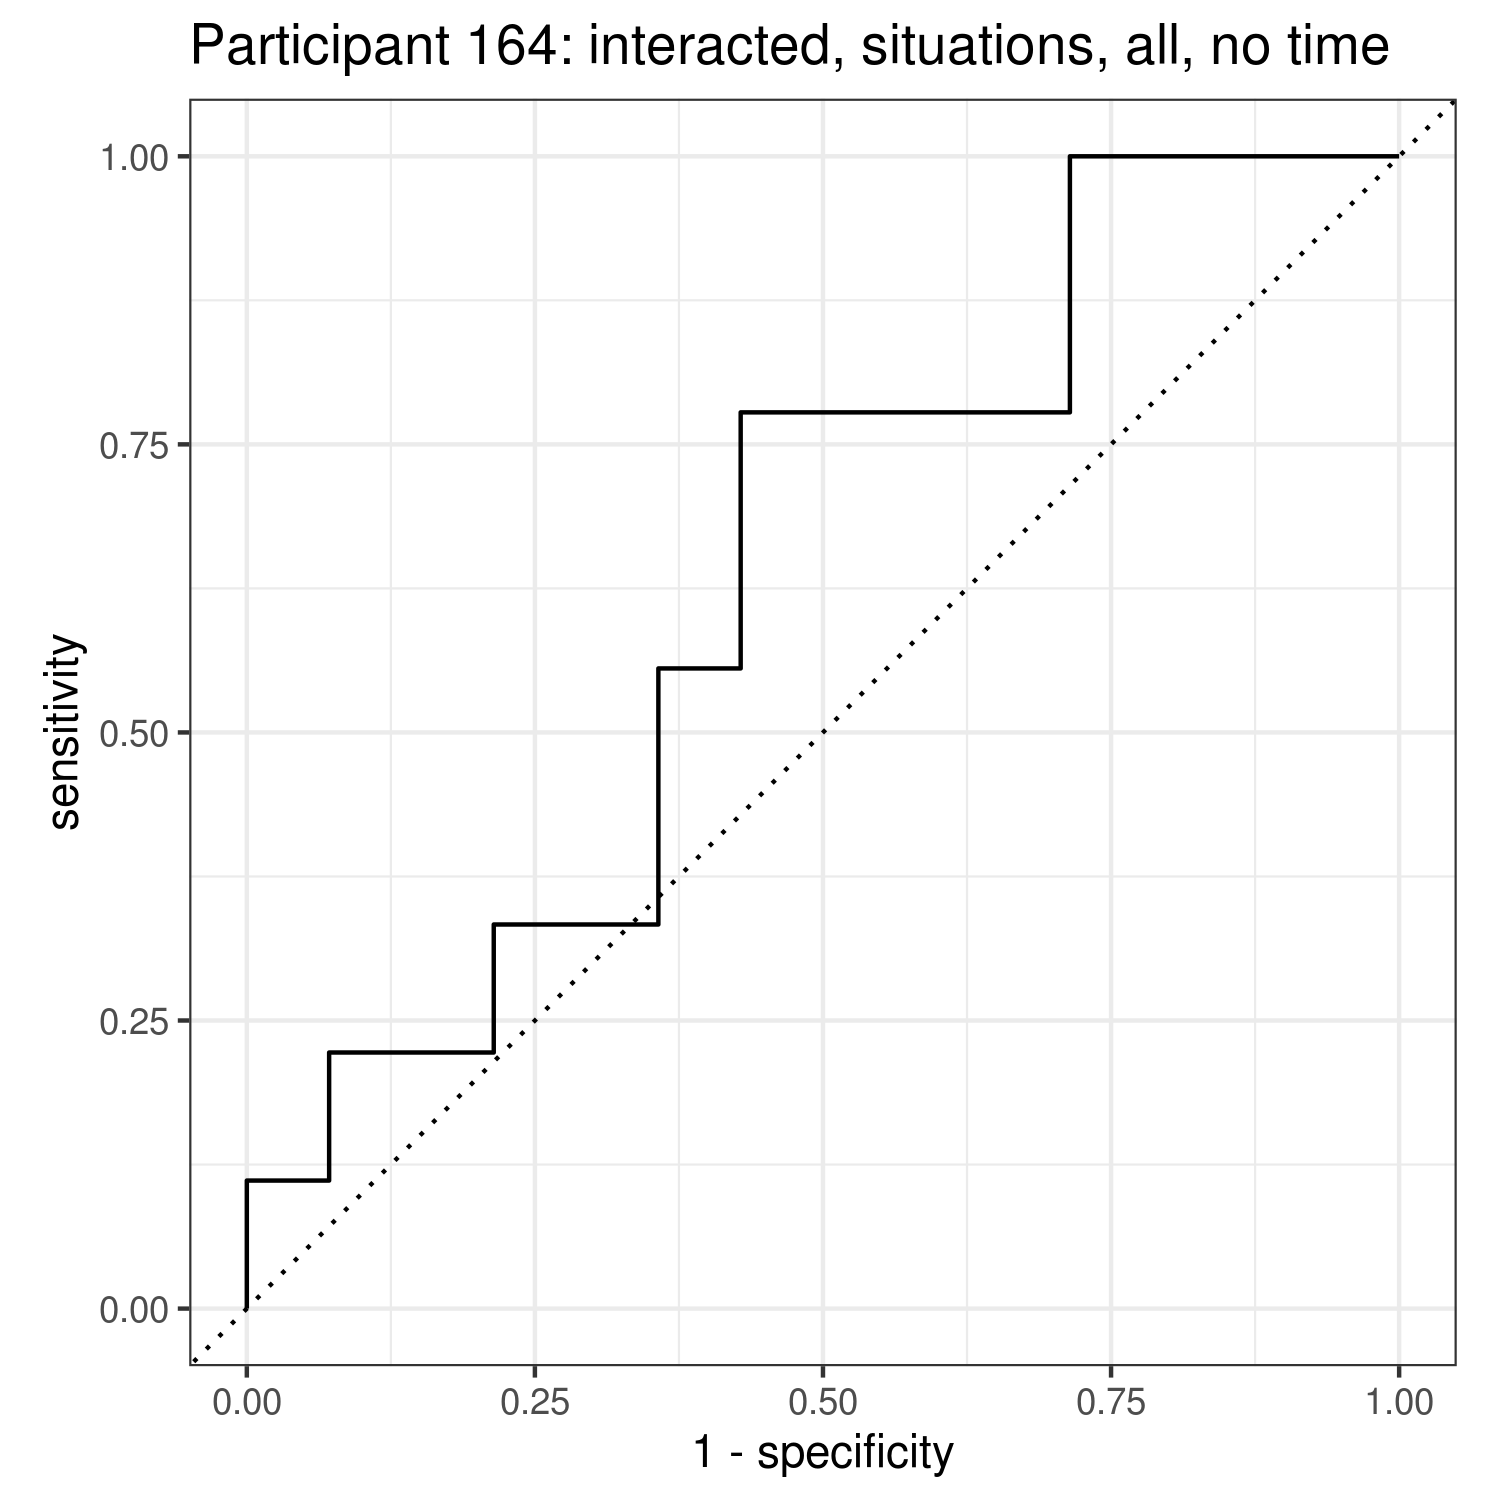 Participant 164: interacted, situations, all, no time
1.00
0.75
0.50
0.25
0.00
sensitivity
0.00 0.25 0.50 0.75 1.00
1 - specificity